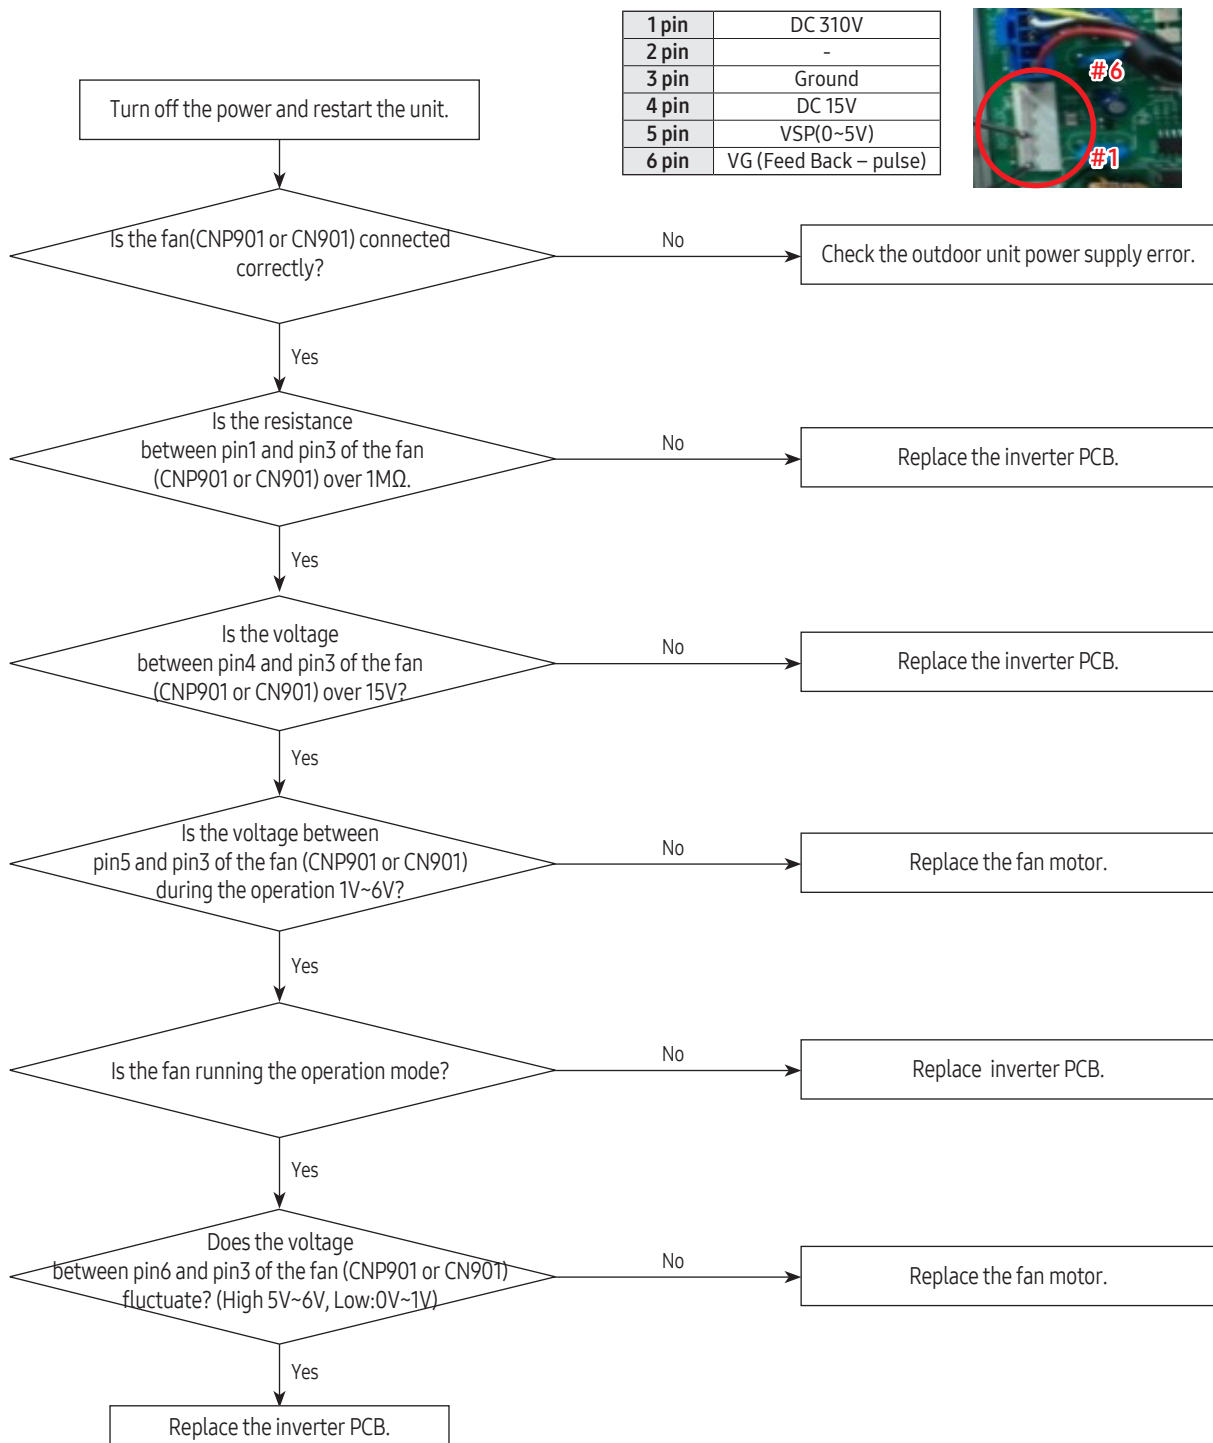 1 pin DC 310V
2 pin -
3 pin Ground
4 pin DC 15V
5 pin VSP(0~5V)
6 pin VG (Feed Back – pulse)
#6
#1
Turn off the power and restart the unit.
Is the fan(CNP901 or CN901) connected
correctly?
No
Check the outdoor unit power supply error.
Yes
Is the resistance
between pin1 and pin3 of the fan
(CNP901 or CN901) over 1MΩ.
No
Replace the inverter PCB.
Yes
Is the voltage
between pin4 and pin3 of the fan
(CNP901 or CN901) over 15V?
No
Replace the inverter PCB.
Yes
Is the voltage between
pin5 and pin3 of the fan (CNP901 or CN901)
during the operation 1V~6V?
No
Replace the fan motor.
Yes
Is the fan running the operation mode?
No
Replace inverter PCB.
Yes
Does the voltage
between pin6 and pin3 of the fan (CNP901 or CN901)
fluctuate? (High 5V~6V, Low:0V~1V)
No
Replace the fan motor.
Yes
Replace the inverter PCB.